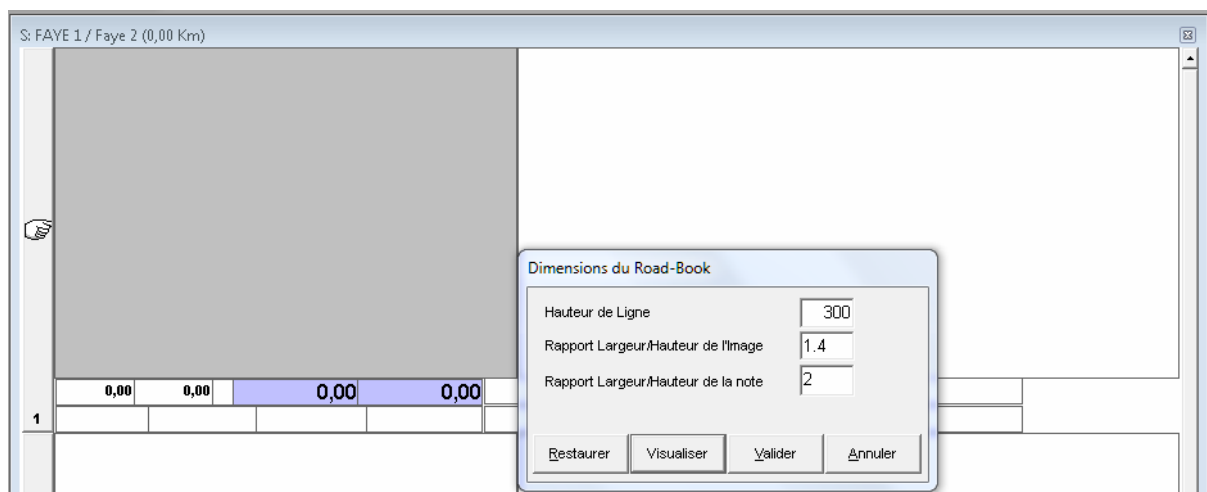 S: FAYE 1 / Faye 2 (0,00 Km)
Dimensions du Road-Book
Hauteur de Ligne 300
Rapport Largeur/Hauteur de l'Image 1.4
Rapport Largeur/Hauteur de la note 2
0,00 0,00 0,00 0,00
1
Restaurer Visualiser Valider Annuler